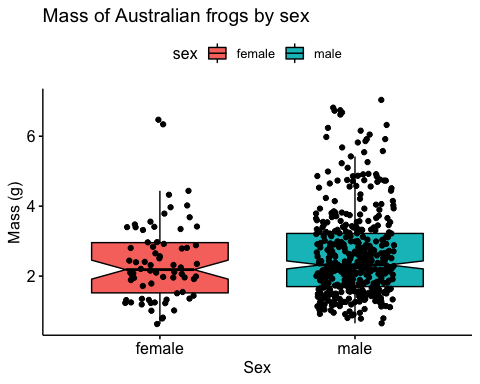 Mass of Australian frogs by sex
sex female male
Mass (g)
6
4
2
female male
Sex